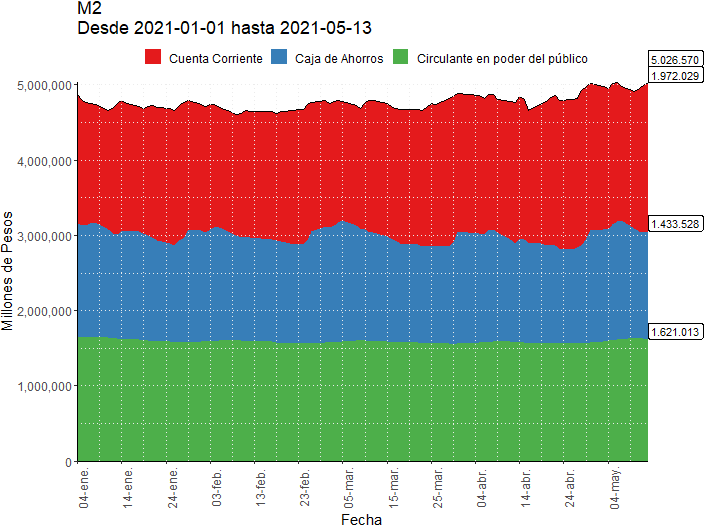 M2
Desde 2021-01-01 hasta 2021-05-13
Cuenta Corriente
Caja de Ahorros
Circulante en poder del público
5.026.570
1.972.029
1.433.528
1.621.013
5,000,000
4,000,000
3,000,000
2,000,000
1,000,000
0
Millones de Pesos
04-ene.
14-ene.
24-ene.
03-feb.
13-feb.
23-feb.
05-mar.
15-mar.
25-mar.
04-abr.
14-abr.
24-abr.
04-may.
Fecha